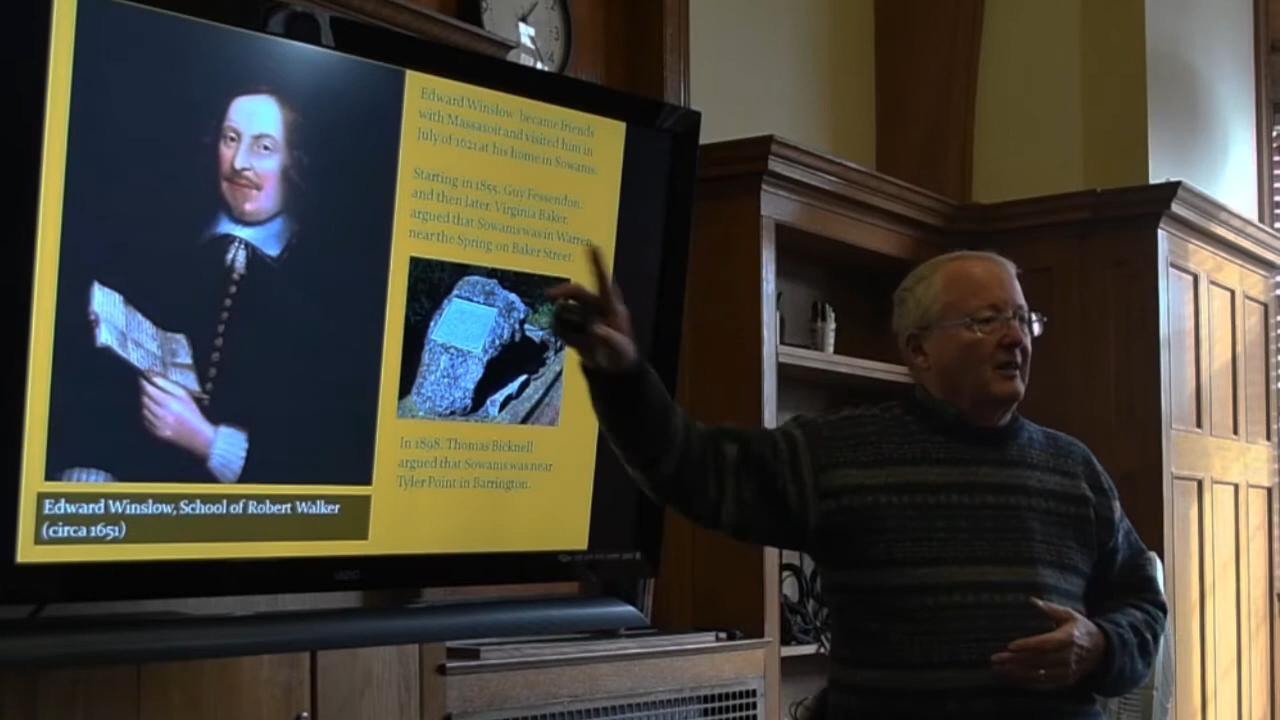 Edward Winslow became friends
with Massasoit and visited him in
July of 1621 at his home in Sowams.
Starting in 1855, Guy Fessendon,
and then later, Virginia Baker,
argued that Sowams was in Warren
near the Spring on Baker Street.
In 1898, Thomas Bicknell
argued that Sowams was near
Tyler Point in Barrington.
Edward Winslow, School of Robert Walker
(circa 1651)
VIZIO